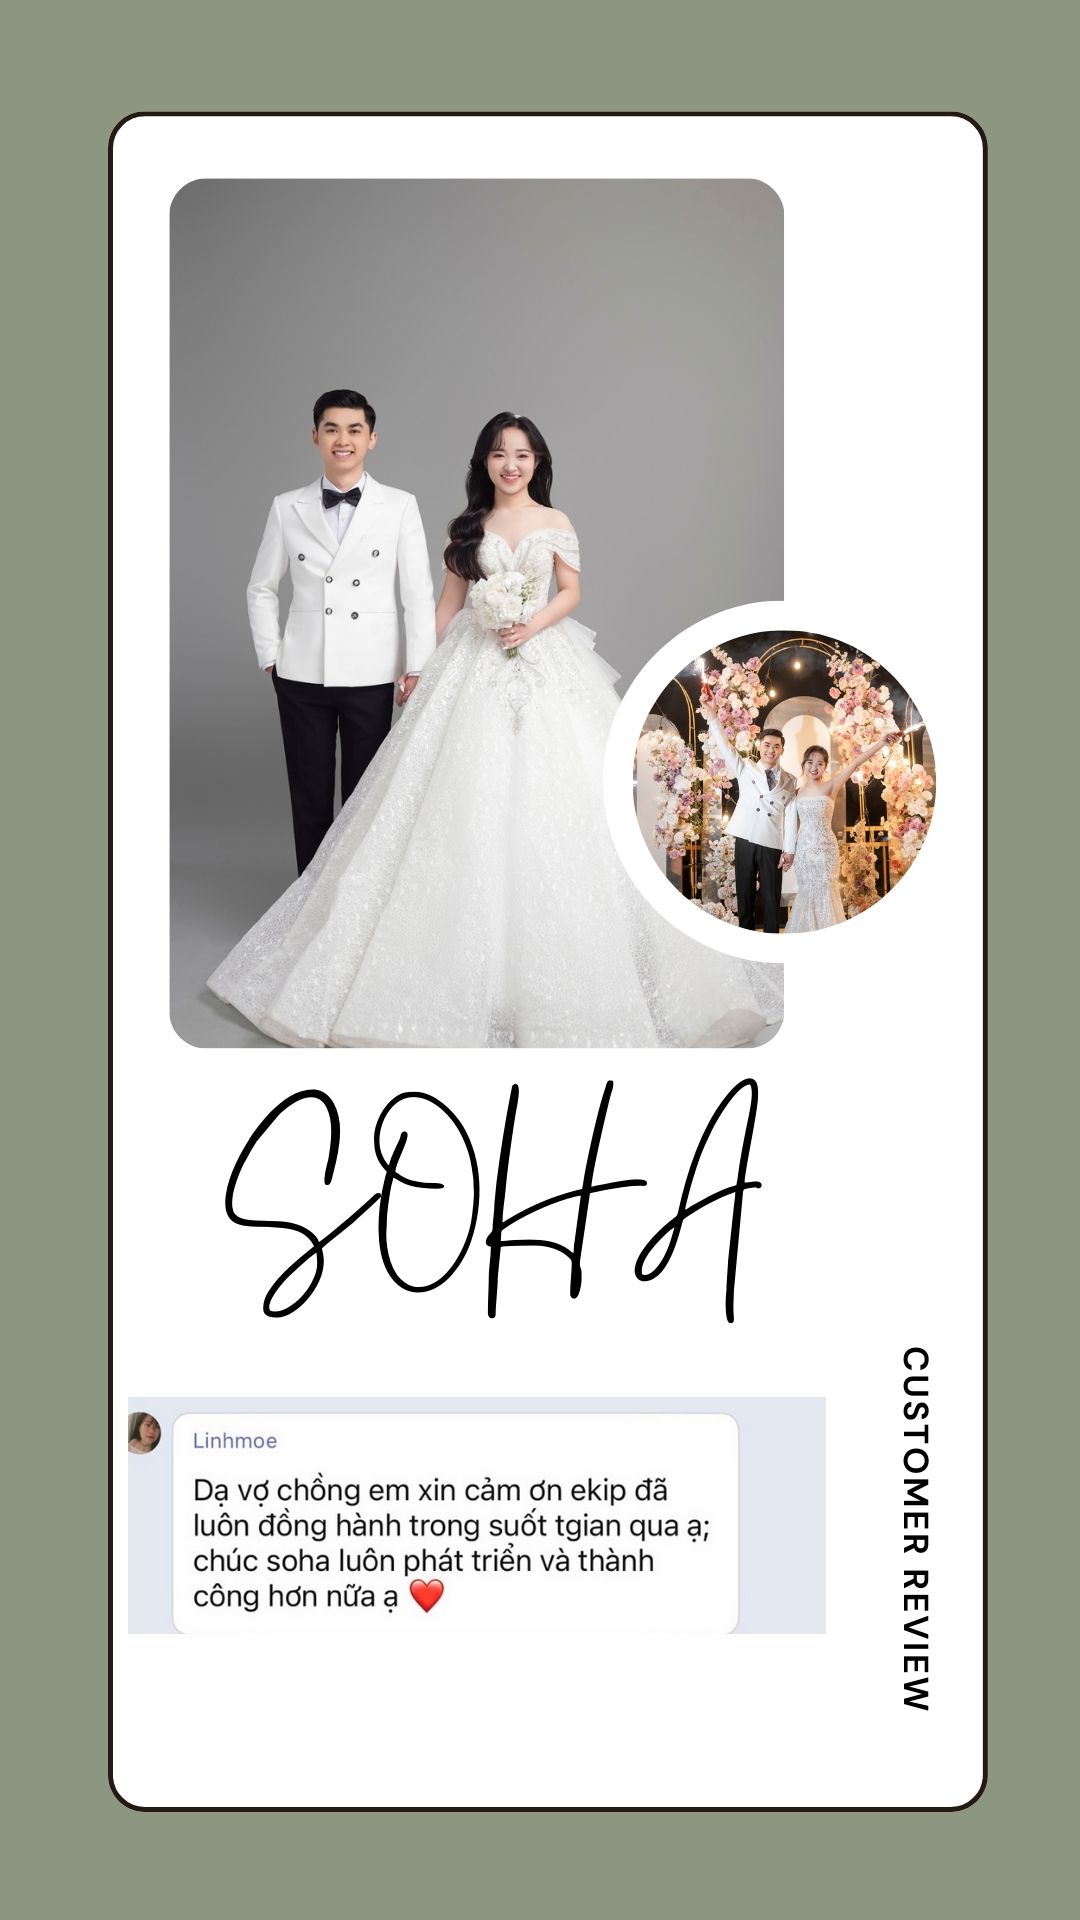 SOHA
Linhmoe
Dạ vợ chồng em xin cảm ơn ekip đã
luôn đồng hành trong suốt tgian qua ạ;
chúc soha luôn phát triển và thành
công hơn nữa ạ ❤️
CUSTOMER REVIEW